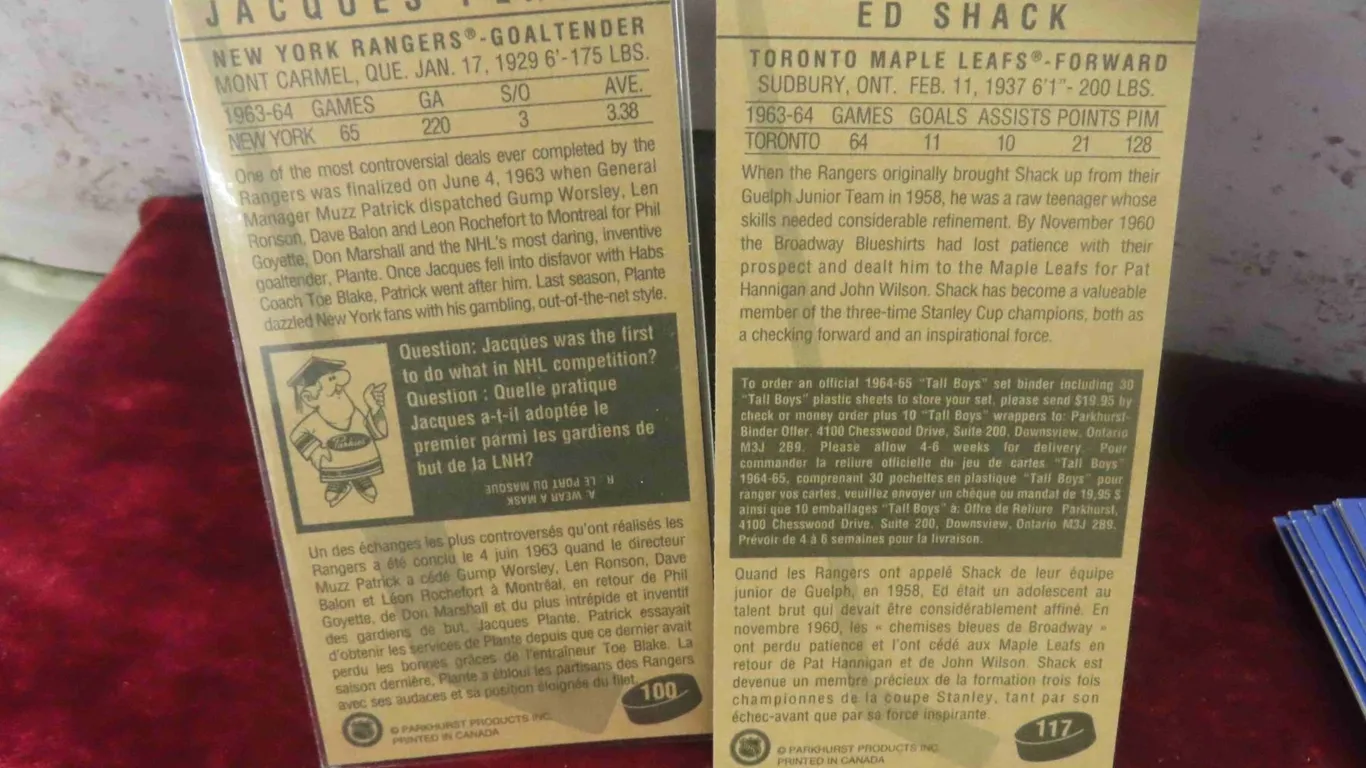 JACQUES
NEW YORK RANGERS®-GOALTENDER
MONT CARMEL, QUE. JAN. 17, 1929 6'-175 LBS.
1963-64 GAMES GA S/O AVE.
NEW YORK 65 220 3 3.38
One of the most controversial deals ever completed by the
Rangers was finalized on June 4, 1963 when General
Manager Muzz Patrick dispatched Gump Worsley, Len
Ronson, Dave Balon and Leon Rochefort to Montreal for Phil
Goyette, Don Marshall and the NHL's most daring, inventive
goaltender, Plante. Once Jacques fell into disfavor with Habs
Coach Toe Blake, Patrick went after him. Last season, Plante
dazzled New York fans with his gambling, out-of-the-net style.
Question: Jacques was the first
to do what in NHL competition?
Question : Quelle pratique
Jacques a-t-il adoptée le
premier parmi les gardiens de
but de la LNH?
A. WEAR A MASK
R LE PORT DU MASQUE
Parkies
Un des échanges les plus controversés qu'ont réalisés les
Rangers a été conclu le 4 juin 1963 quand le directeur
Muzz Patrick a cédé Gump Worsley, Len Ronson, Dave
Balon et Léon Rochefort à Montréal, en retour de Phil
Goyette, de Don Marshall et du plus intrépide et inventif
des gardiens de but, Jacques Plante. Patrick essayait
d'obtenir les services de Plante depuis que ce dernier avait
perdu les bonnes grâces de l'entraîneur Toe Blake. La
saison dernière, Plante a ébloui les partisans des Rangers
avec ses audaces et sa position éloignée du filet.
100
© PARKHURST PRODUCTS INC.
PRINTED IN CANADA
ED SHACK
TORONTO MAPLE LEAFS®-FORWARD
SUDBURY, ONT. FEB. 11, 1937 6'1"- 200 LBS.
1963-64 GAMES GOALS ASSISTS POINTS PIM
TORONTO 64 11 10 21 128
When the Rangers originally brought Shack up from their
Guelph Junior Team in 1958, he was a raw teenager whose
skills needed considerable refinement. By November 1960
the Broadway Blueshirts had lost patience with their
prospect and dealt him to the Maple Leafs for Pat
Hannigan and John Wilson. Shack has become a valueable
member of the three-time Stanley Cup champions, both as
a checking forward and an inspirational force.
To order an official 1964-65 "Tall Boys" set binder including 30
"Tall Boys" plastic sheets to store your set, please send $19.95 by
check or money order plus 10 "Tall Boys" wrappers to: Parkhurst-
Binder Offer, 4100 Chesswood Drive, Suite 200, Downsview, Ontario
M3J 2B9. Please allow 4-6 weeks for delivery. Pour
commander la reliure officielle du jeu de cartes "Tall Boys"
1964-65, comprenant 30 pochettes en plastique "Tall Boys" pour
ranger vos cartes, veuillez envoyer un chèque ou mandat de 19,95 $
ainsi que 10 emballages "Tall Boys" à: Offre de Reliure Parkhurst,
4100 Chesswood Drive, Suite 200, Downsview, Ontario M3J 2B9.
Prévoir de 4 à 6 semaines pour la livraison.
Quand les Rangers ont appelé Shack de leur équipe
junior de Guelph, en 1958, Ed était un adolescent au
talent brut qui devait être considérablement affiné. En
novembre 1960, les « chemises bleues de Broadway »
ont perdu patience et l'ont cédé aux Maple Leafs en
retour de Pat Hannigan et de John Wilson. Shack est
devenue un membre précieux de la formation trois fois
championnes de la coupe Stanley, tant par son
échec-avant que par sa force inspirante.
117
© PARKHURST PRODUCTS INC.
PRINTED IN CANADA